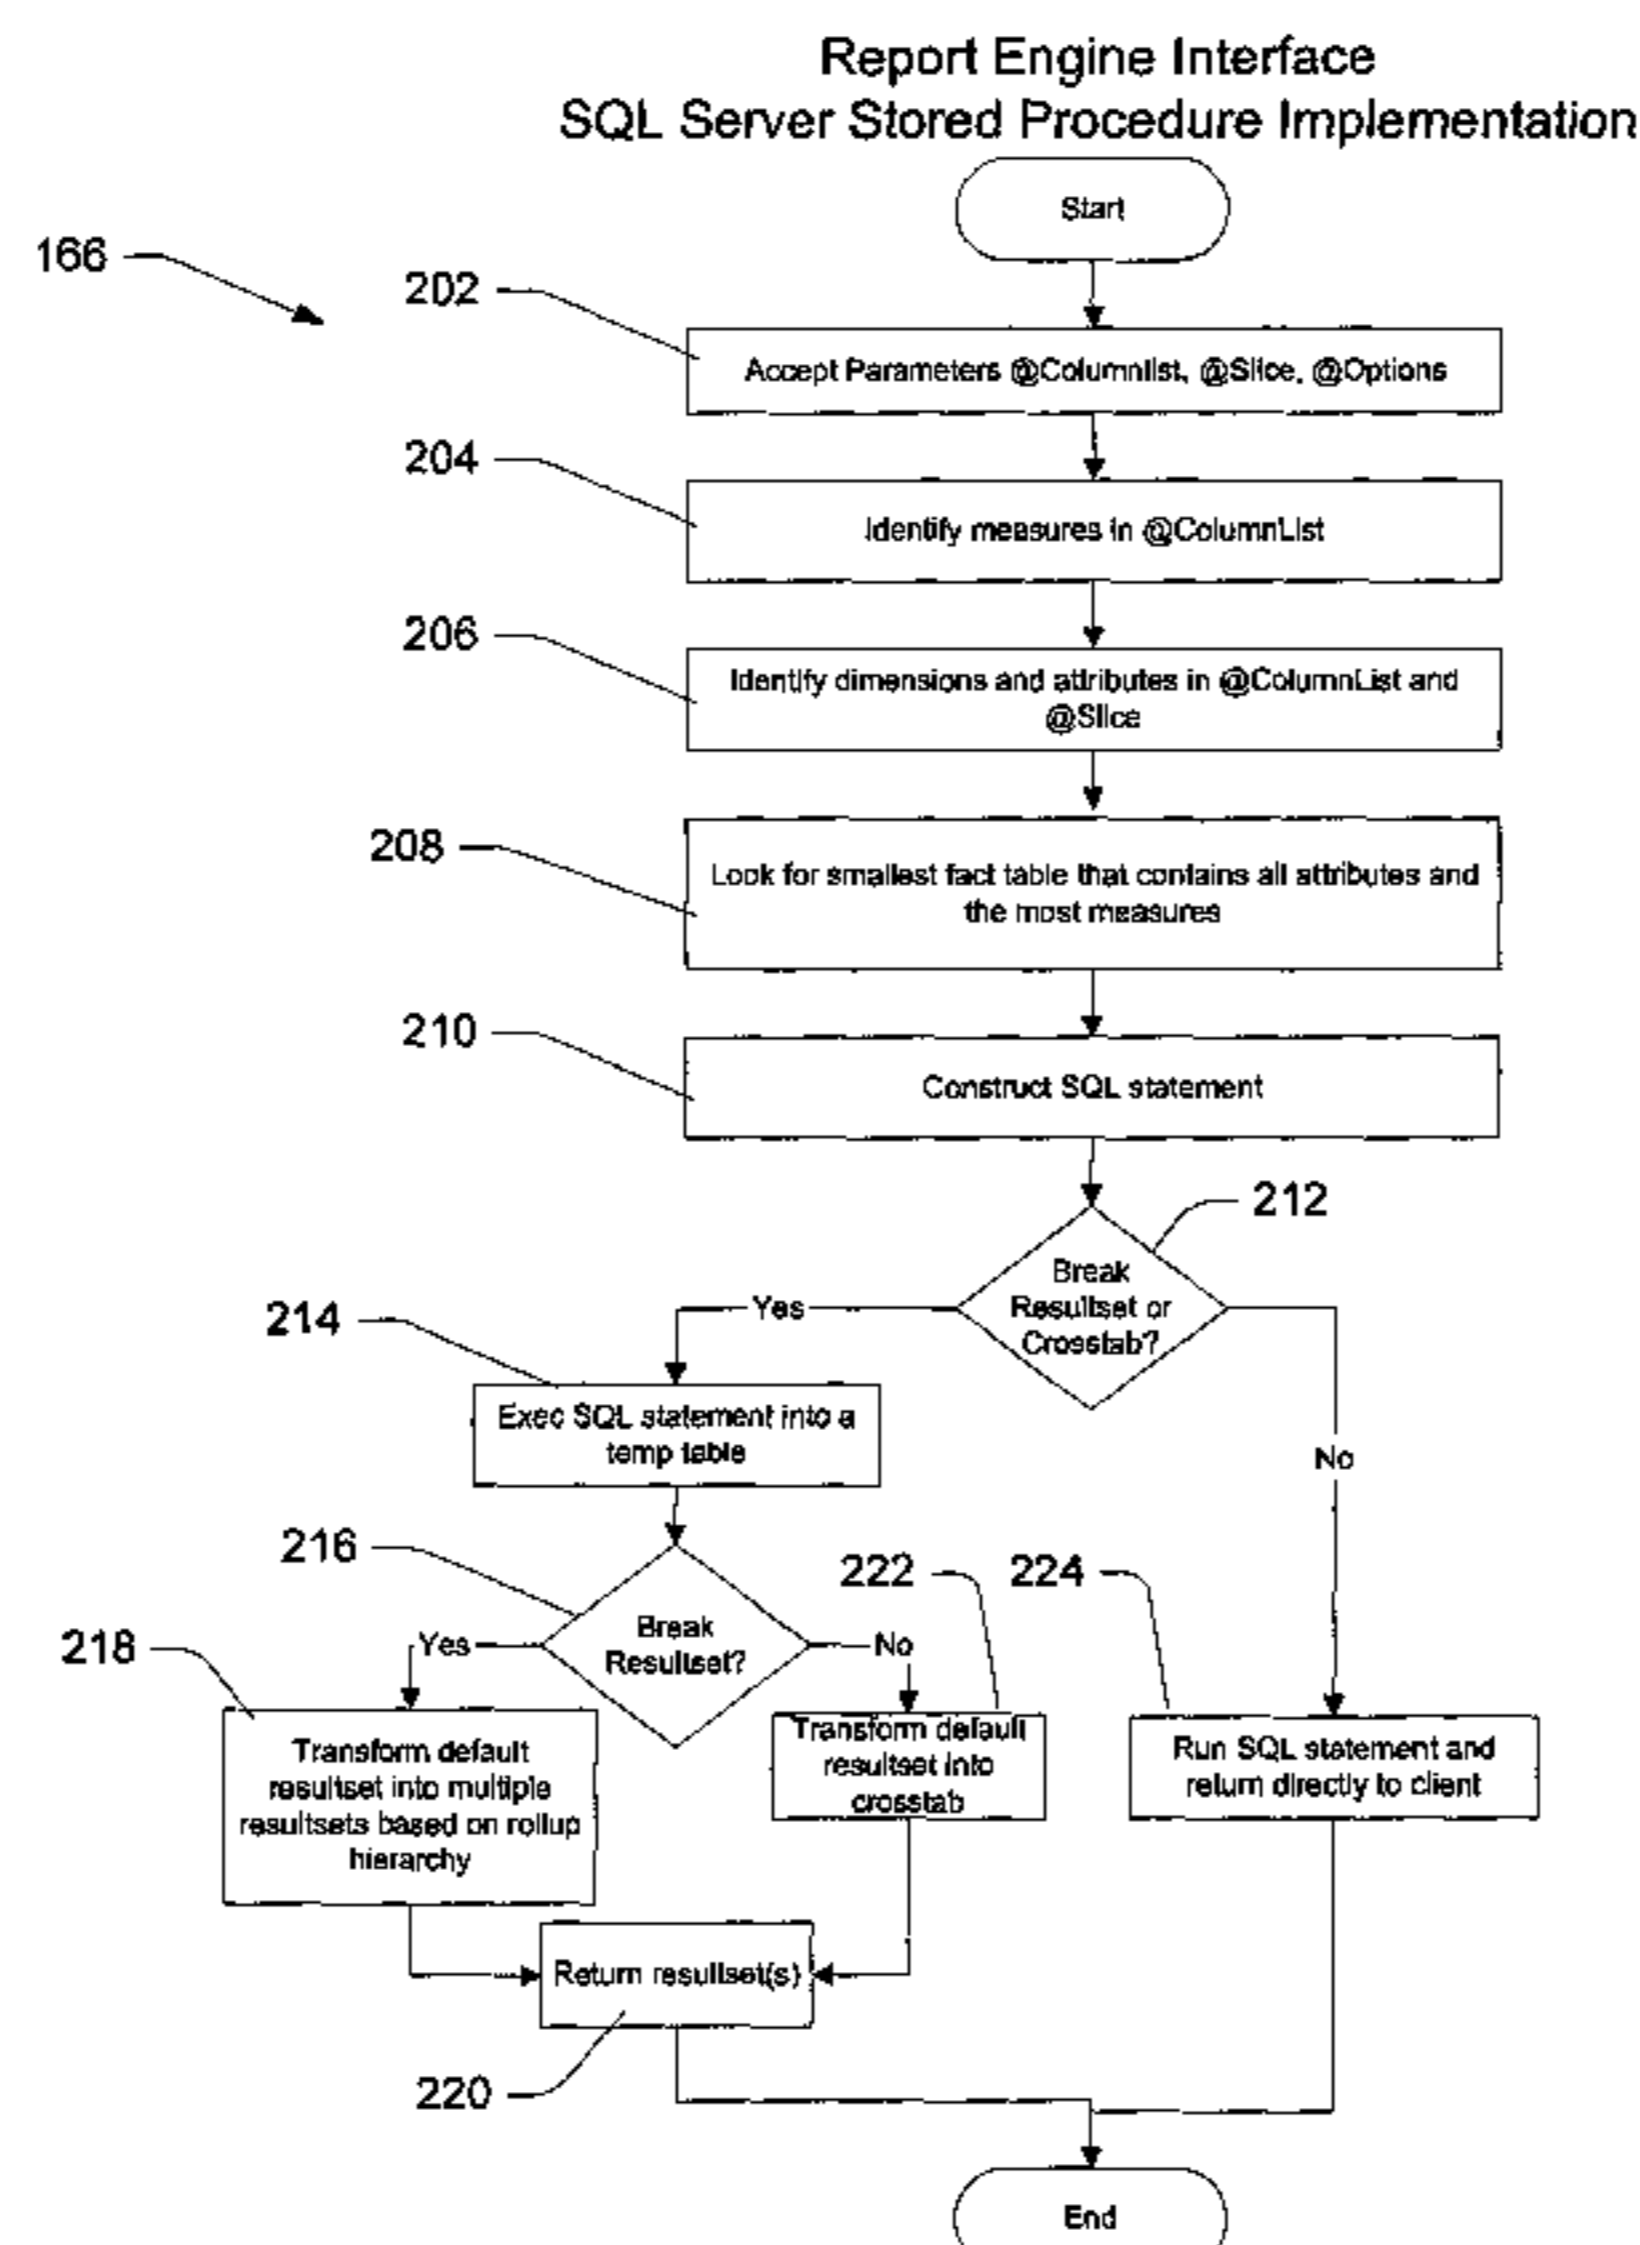 Report Engine Interface
SQL Server Stored Procedure Implementation
Start
166
202
Accept Parameters @Columnlist, @Slice, @Options
204
Identify measures in @ColumnList
206
Identify dimensions and attributes in @ColumnList and
@Slice
208
Look for smallest fact table that contains all attributes and
the most measures
210
Construct SQL statement
212
Break
Resultset or
Crosstab?
Yes
No
214
Exec SQL statement into a
temp table
216
Break
Resultset?
Yes
No
222
224
218
Transform default
resultset into multiple
resultsets based on rollup
hierarchy
Transform default
resultset into
crosstab
Run SQL statement and
return directly to client
Return resultset(s)
220
End